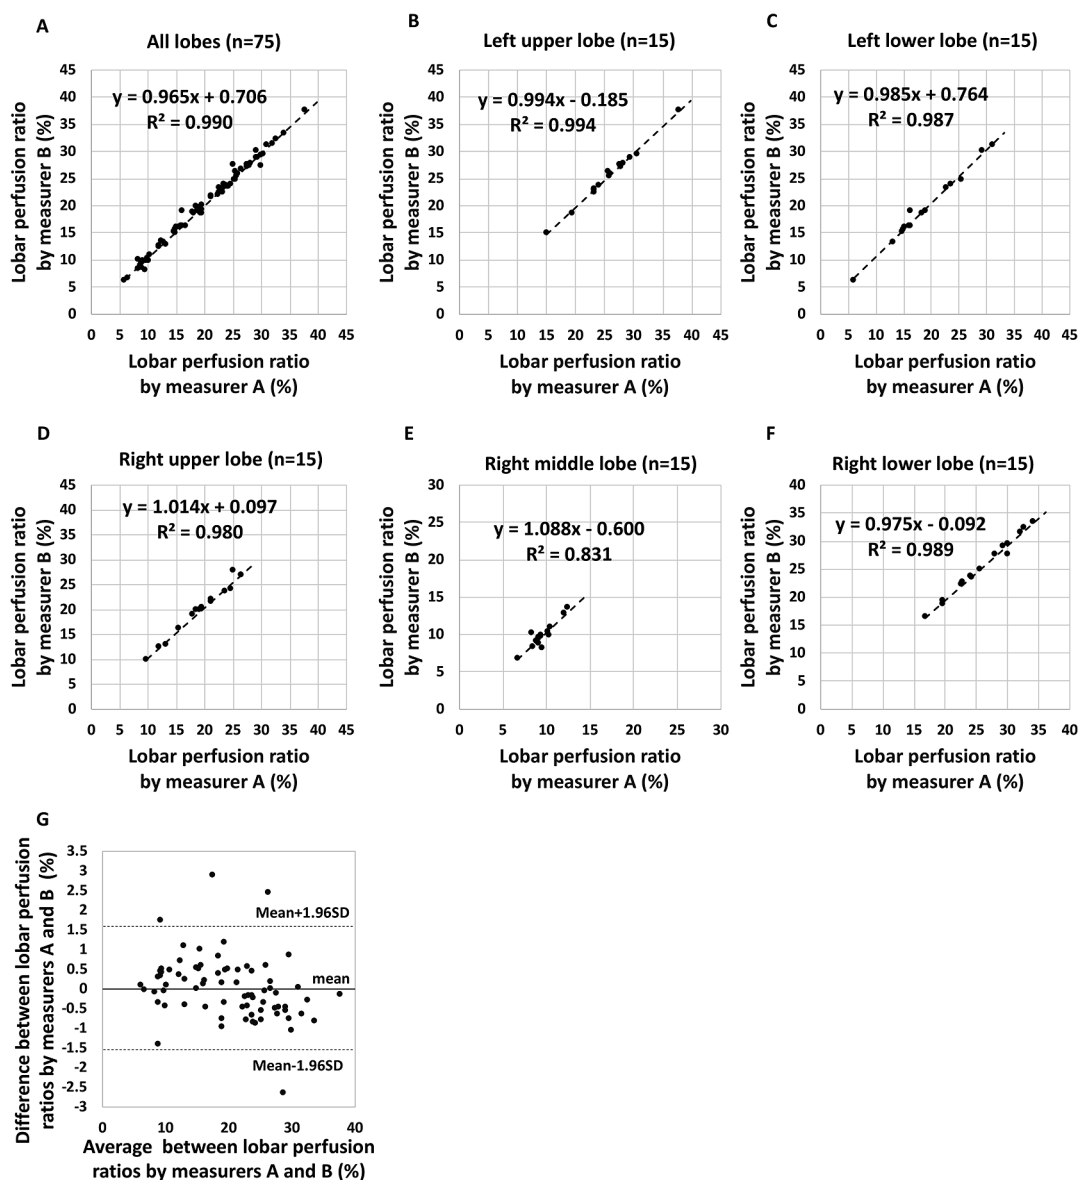 A
All lobes (n=75)
Lobar perfusion ratio
by measurer B (%)
45
40
35
30
25
20
15
10
5
0
y = 0.965x + 0.706
R² = 0.990
0 5 10 15 20 25 30 35 40 45
Lobar perfusion ratio
by measurer A (%)
B
Left upper lobe (n=15)
Lobar perfusion ratio
by measurer B (%)
45
40
35
30
25
20
15
10
5
0
y = 0.994x - 0.185
R² = 0.994
0 5 10 15 20 25 30 35 40 45
Lobar perfusion ratio
by measurer A (%)
C
Left lower lobe (n=15)
Lobar perfusion ratio
by measurer B (%)
45
40
35
30
25
20
15
10
5
0
y = 0.985x + 0.764
R² = 0.987
0 5 10 15 20 25 30 35 40 45
Lobar perfusion ratio
by measurer A (%)
D
Right upper lobe (n=15)
Lobar perfusion ratio
by measurer B (%)
45
40
35
30
25
20
15
10
5
0
y = 1.014x + 0.097
R² = 0.980
0 5 10 15 20 25 30 35 40 45
Lobar perfusion ratio
by measurer A (%)
E
Right middle lobe (n=15)
Lobar perfusion ratio
by measurer B (%)
30
25
20
15
10
5
0
y = 1.088x - 0.600
R² = 0.831
0 5 10 15 20 25 30
Lobar perfusion ratio
by measurer A (%)
F
Right lower lobe (n=15)
Lobar perfusion ratio
by measurer B (%)
40
35
30
25
20
15
10
5
0
y = 0.975x - 0.092
R² = 0.989
0 5 10 15 20 25 30 35 40
Lobar perfusion ratio
by measurer A (%)
G
Difference between lobar perfusion
ratios by measurers A and B (%)
3.5
3
2.5
2
1.5
1
0.5
0
-0.5
-1
-1.5
-2
-2.5
-3
Mean+1.96SD
mean
Mean-1.96SD
0 10 20 30 40
Average between lobar perfusion
ratios by measurers A and B (%)